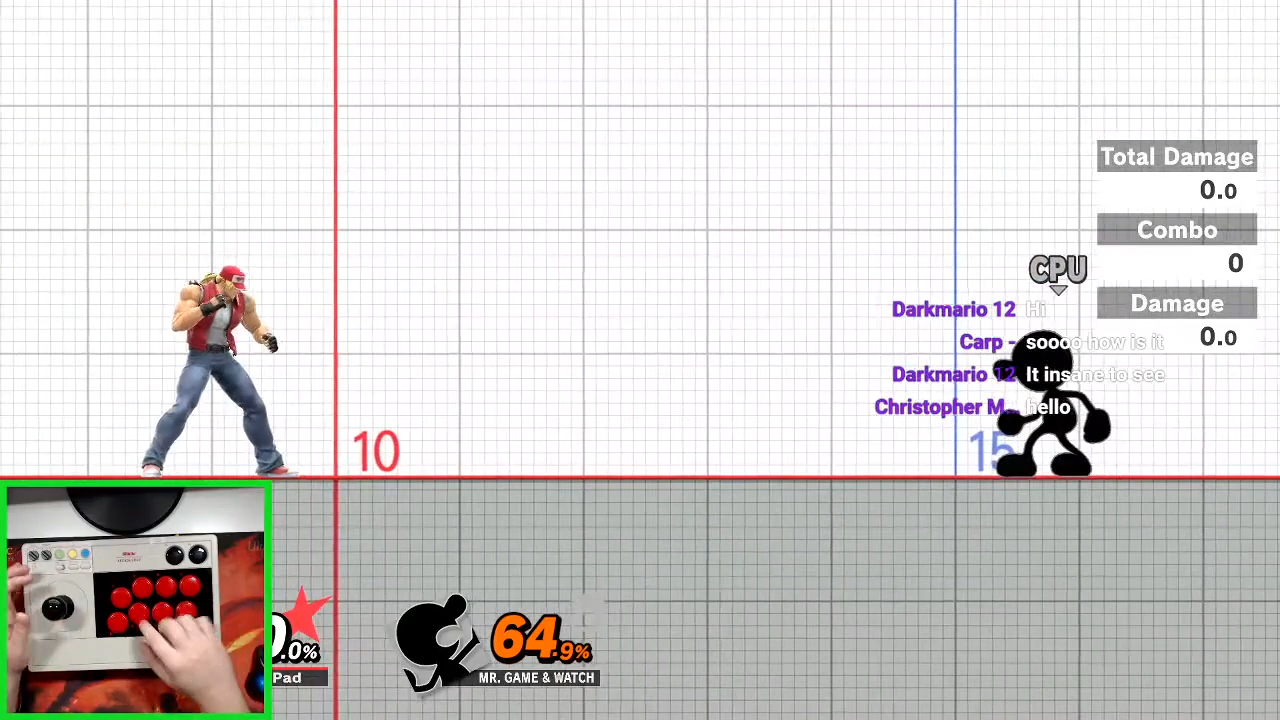 Total Damage
0.0
Combo
0
CPU
Damage
0.0
Darkmario 12 Hi
Carp - soooo how is it
Darkmario 12 It insane to see
Christopher M... hello
10
15
0.0%
Pad
64.9%
MR. GAME & WATCH